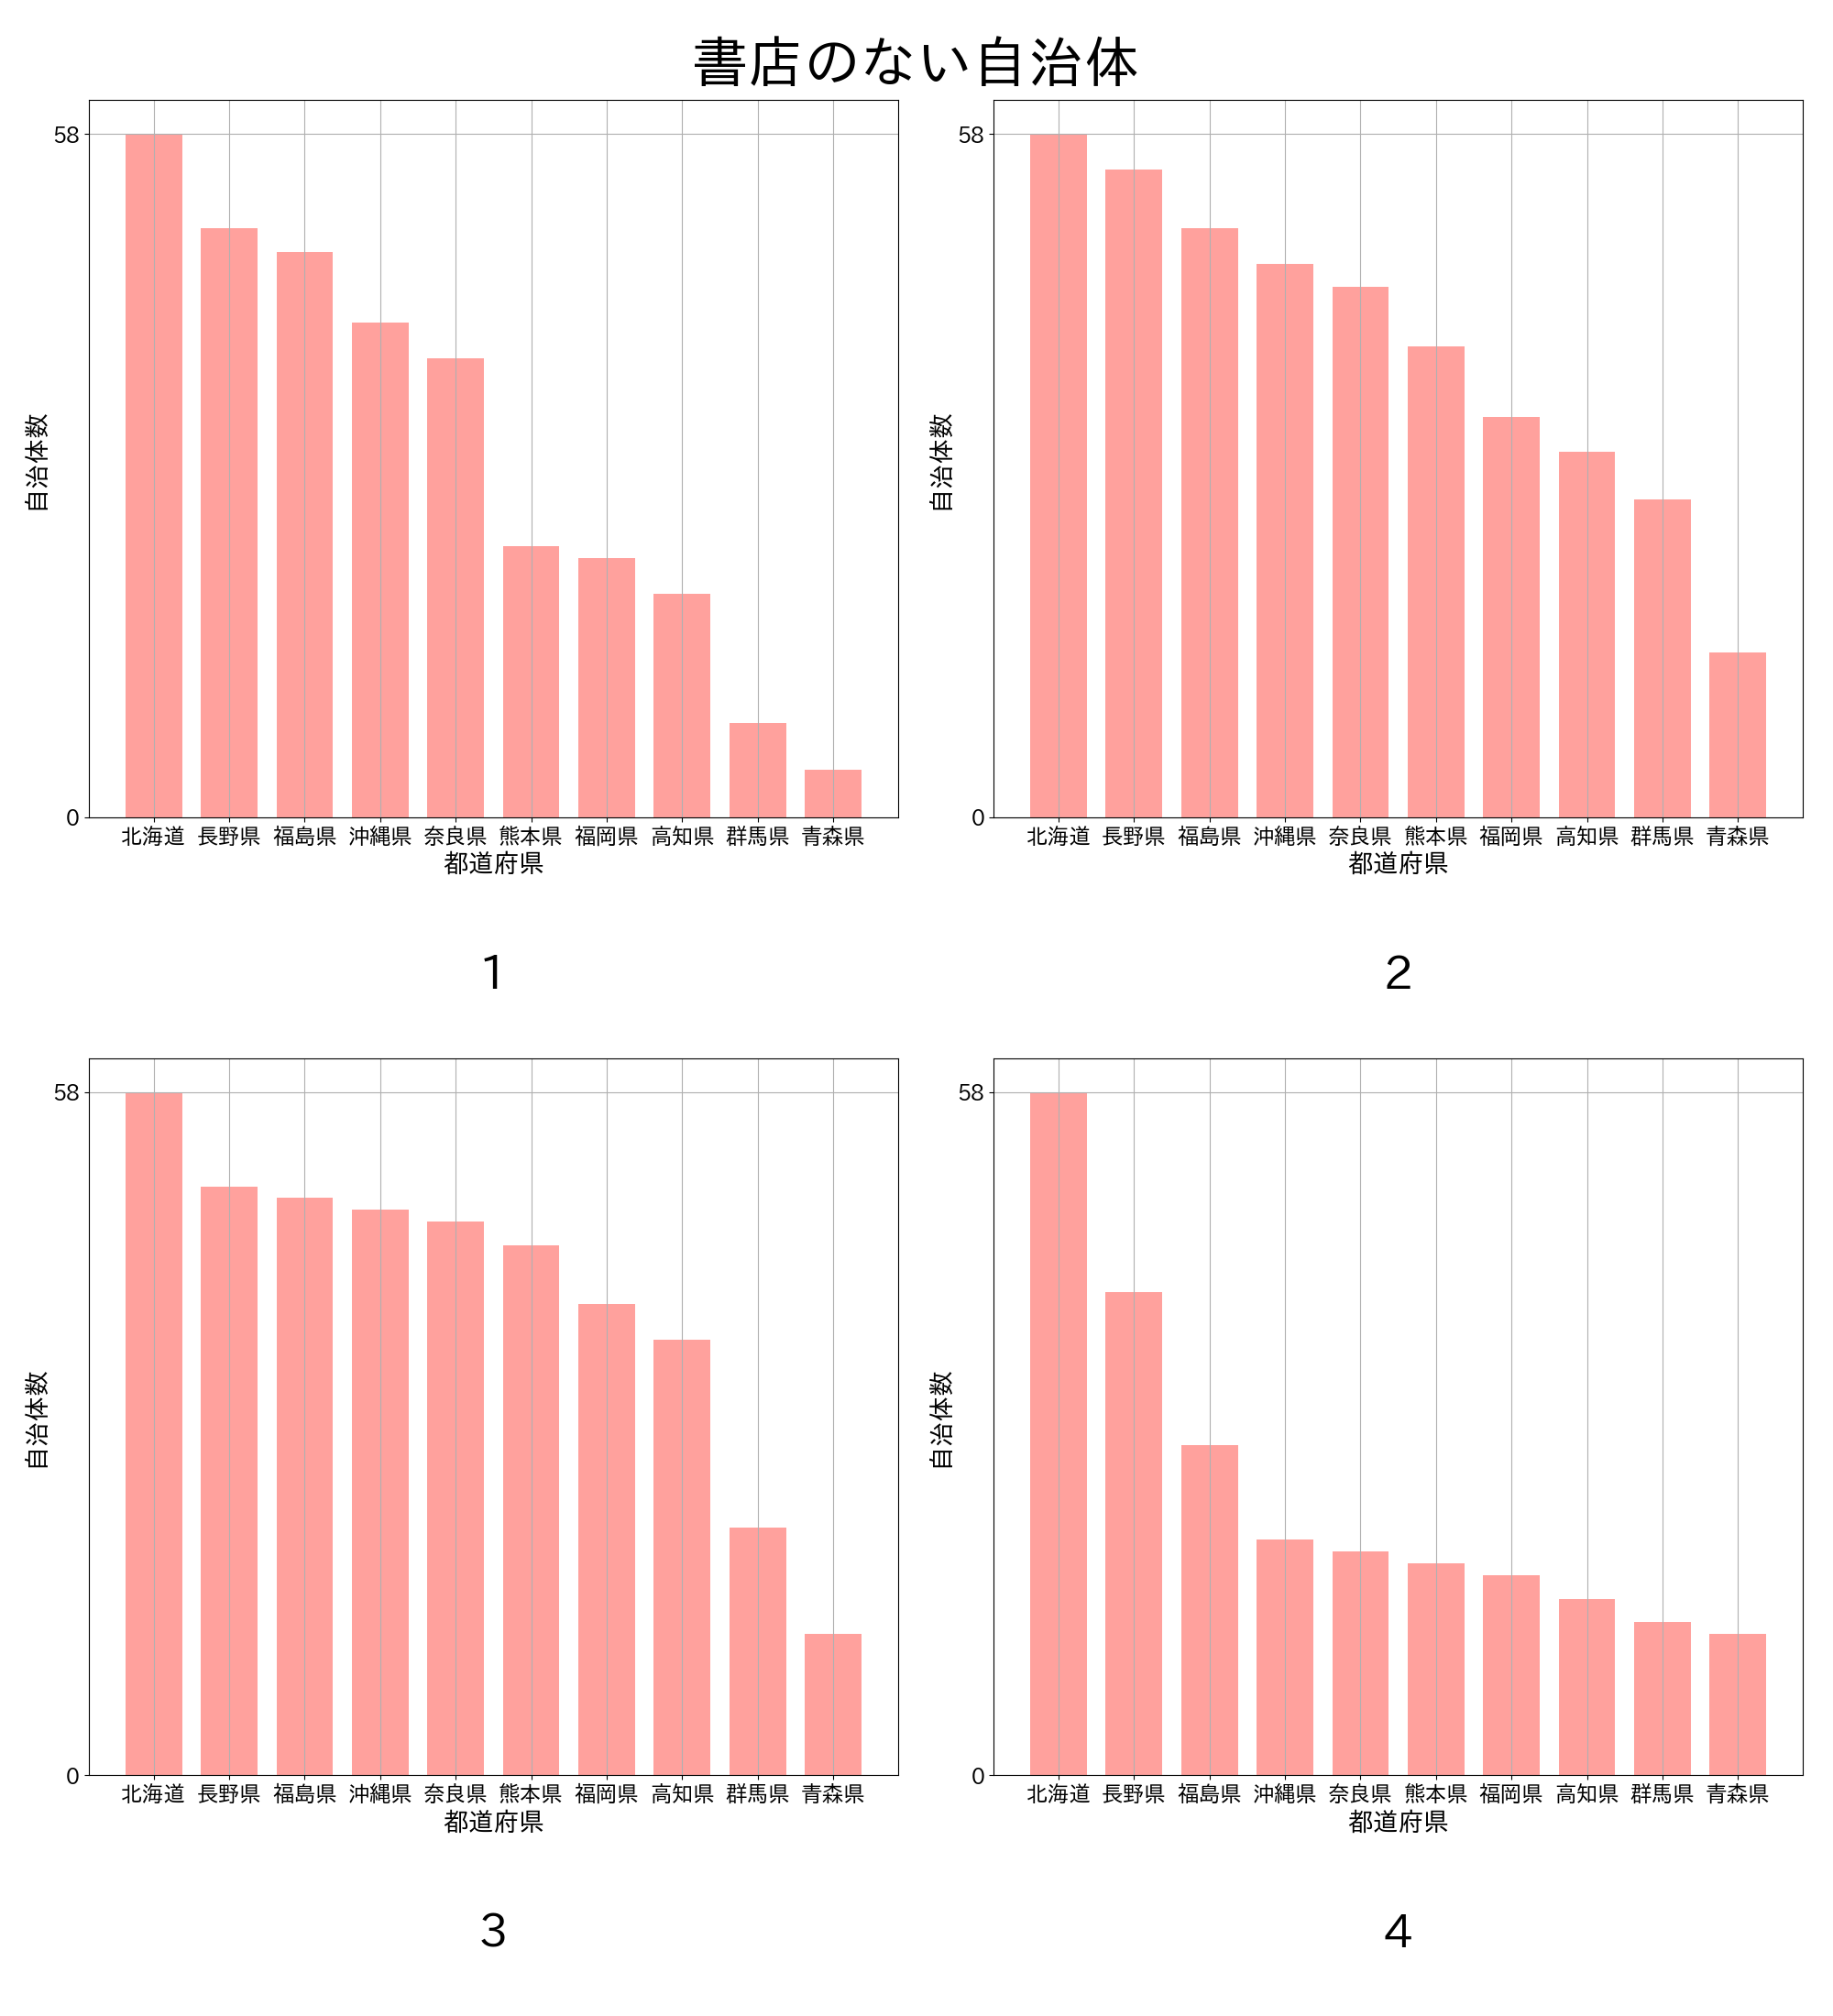 書店のない自治体
58
0
自治体数
北海道 長野県 福島県 沖縄県 奈良県 熊本県 福岡県 高知県 群馬県 青森県
都道府県
1
58
0
自治体数
北海道 長野県 福島県 沖縄県 奈良県 熊本県 福岡県 高知県 群馬県 青森県
都道府県
2
58
0
自治体数
北海道 長野県 福島県 沖縄県 奈良県 熊本県 福岡県 高知県 群馬県 青森県
都道府県
3
58
0
自治体数
北海道 長野県 福島県 沖縄県 奈良県 熊本県 福岡県 高知県 群馬県 青森県
都道府県
4